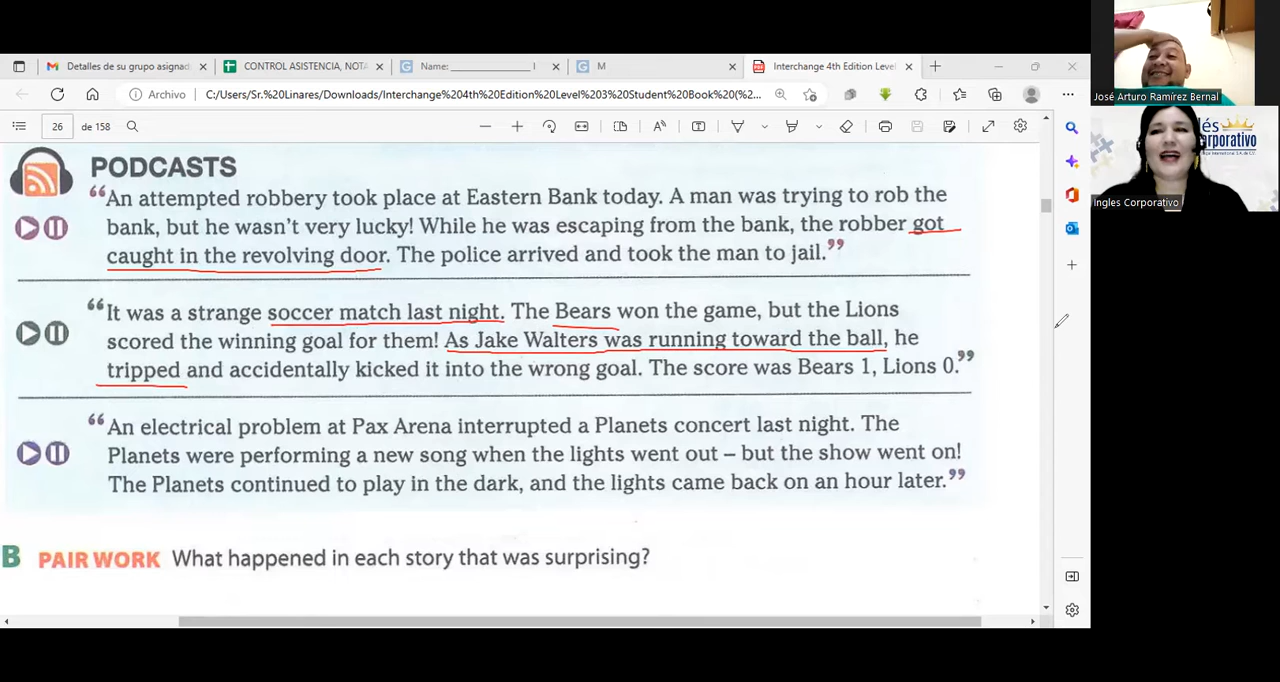 Detalles de su grupo asignad
CONTROL ASISTENCIA, NOTA
Name: ____________ I
M
Interchange 4th Edition Level
Archivo
C:/Users/Sr.%20Linares/Downloads/Interchange%20...%20Edition%20Level%203%20Student%20Book%20(%2...
26
de 158
PODCASTS
“An attempted robbery took place at Eastern Bank today. A man was trying to rob the
bank, but he wasn’t very lucky! While he was escaping from the bank, the robber got
caught in the revolving door. The police arrived and took the man to jail.”
“It was a strange soccer match last night. The Bears won the game, but the Lions
scored the winning goal for them! As Jake Walters was running toward the ball, he
tripped and accidentally kicked it into the wrong goal. The score was Bears 1, Lions 0.”
“An electrical problem at Pax Arena interrupted a Planets concert last night. The
Planets were performing a new song when the lights went out – but the show went on!
The Planets continued to play in the dark, and the lights came back on an hour later.”
B PAIR WORK What happened in each story that was surprising?
José Arturo Ramírez Bernal
Ingles Corporativo